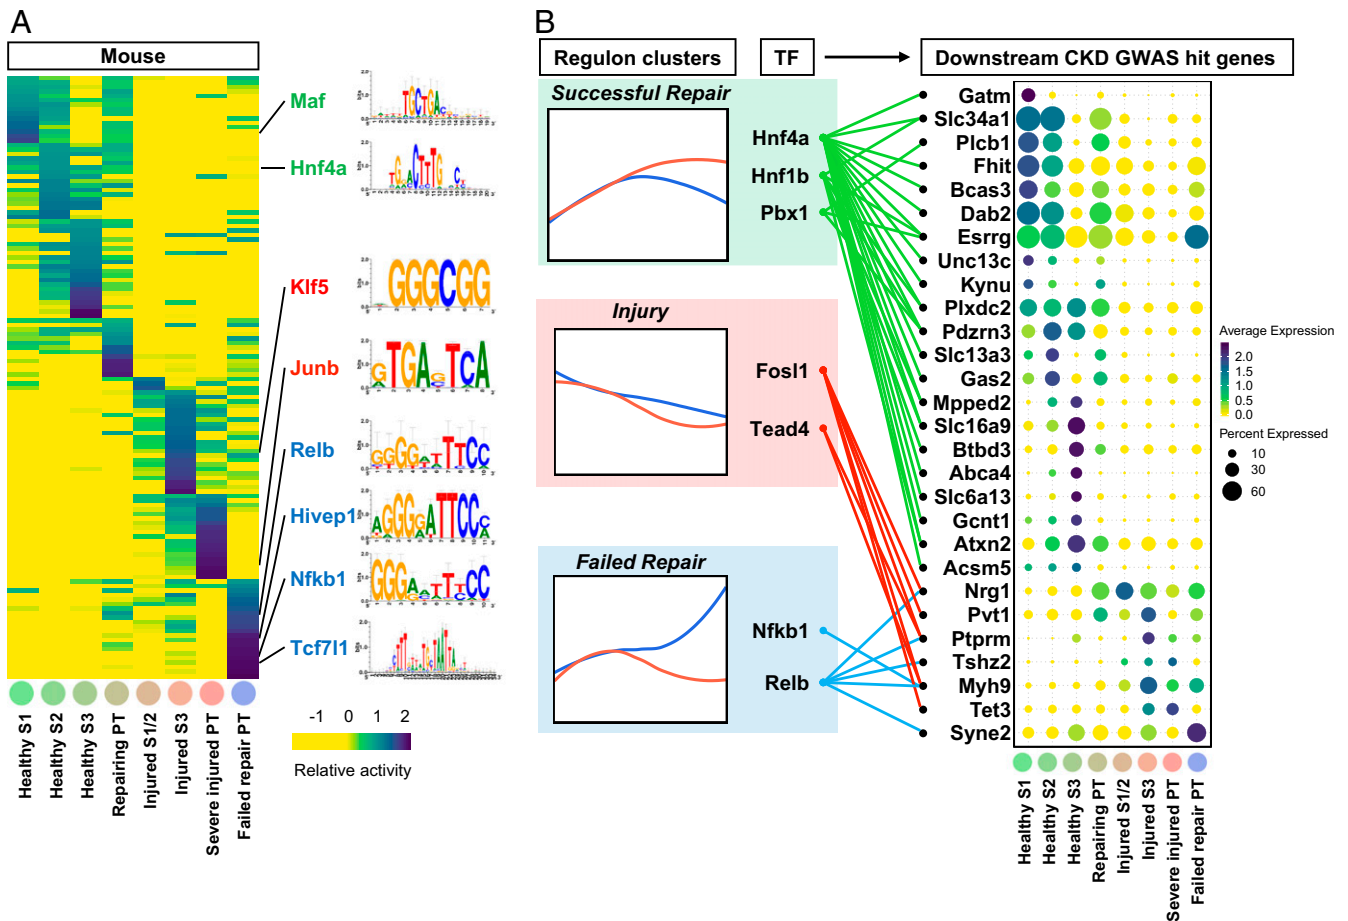 A
Mouse
Maf
Hnf4a
Klf5
Junb
Relb
Hivep1
Nfkb1
Tcf7l1
Healthy S1
Healthy S2
Healthy S3
Repairing PT
Injured S1/2
Injured S3
Severe injured PT
Failed repair PT
-1 0 1 2
Relative activity
B
Regulon clusters
TF
Downstream CKD GWAS hit genes
Successful Repair
Hnf4a
Hnf1b
Pbx1
Injury
Fosl1
Tead4
Failed Repair
Nfkb1
Relb
Gatm
Slc34a1
Plcb1
Fhit
Bcas3
Dab2
Esrrg
Unc13c
Kynu
Plxdc2
Pdzrn3
Slc13a3
Gas2
Mpped2
Slc16a9
Btbd3
Abca4
Slc6a13
Gcnt1
Atxn2
Acsm5
Nrg1
Pvt1
Ptprm
Tshz2
Myh9
Tet3
Syne2
Healthy S1
Healthy S2
Healthy S3
Repairing PT
Injured S1/2
Injured S3
Severe injured PT
Failed repair PT
Average Expression
2.0
1.5
1.0
0.5
0.0
Percent Expressed
10
30
60